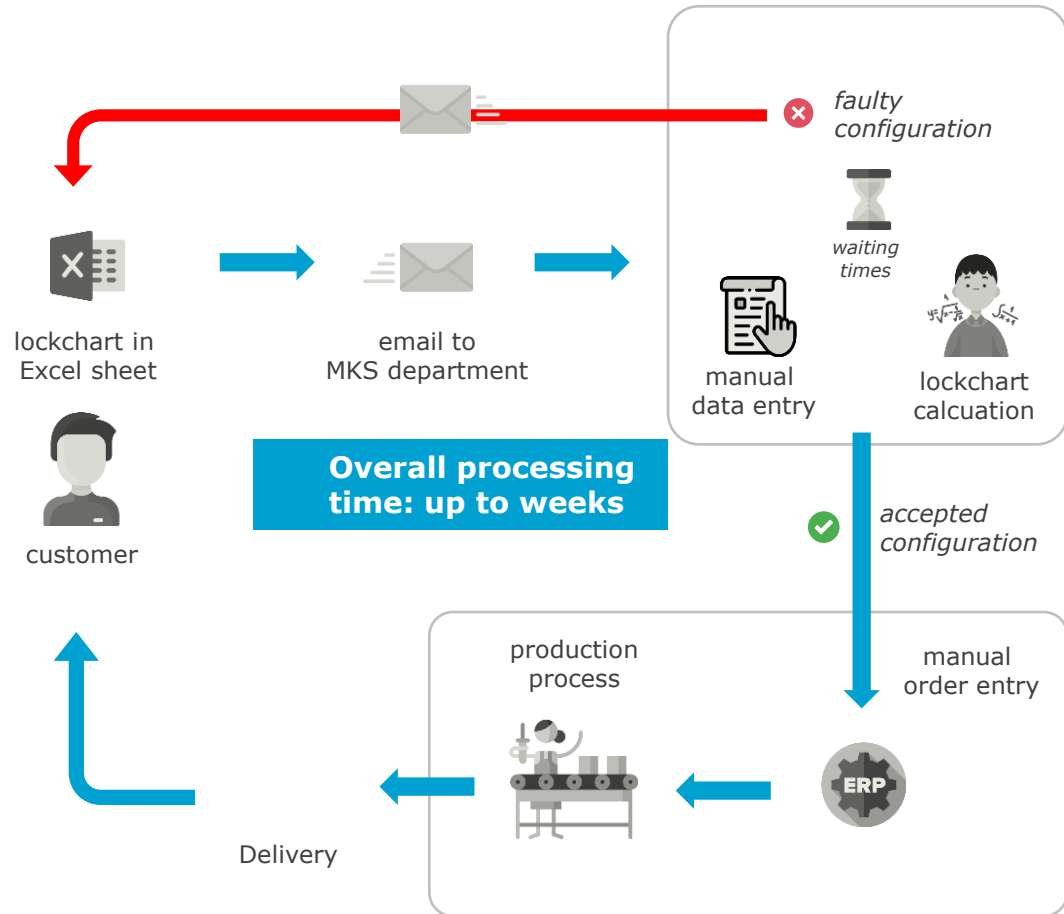 faulty
configuration
waiting
times
lockchart in
Excel sheet
email to
MKS department
manual
data entry
lockchart
calcuation
customer
Overall processing
time: up to weeks
accepted
configuration
production
process
manual
order entry
ERP
Delivery